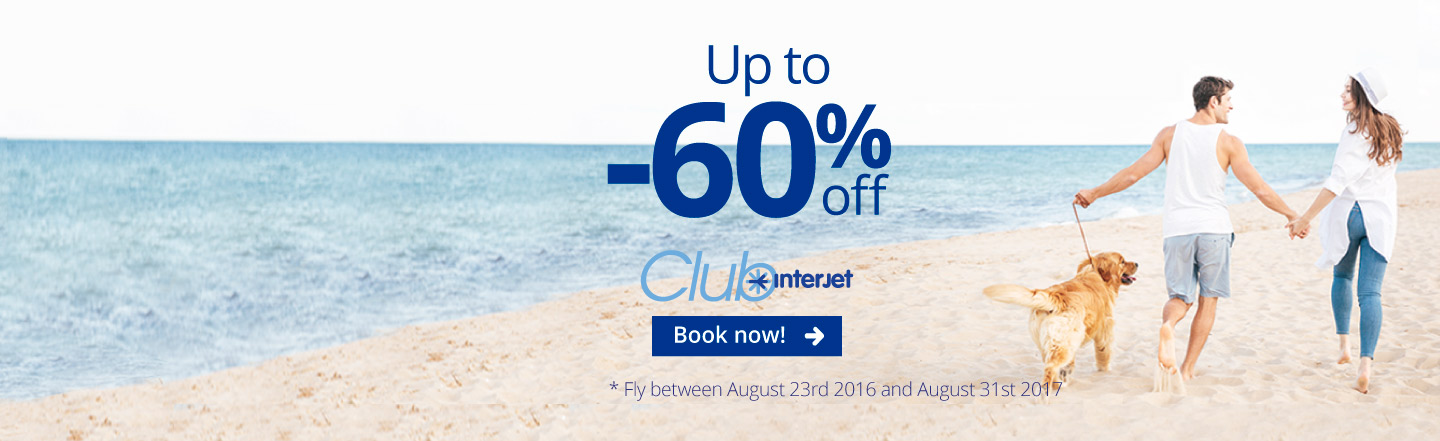 Up to
-60%
off
Club interjet
Book now!
* Fly between August 23rd 2016 and August 31st 2017